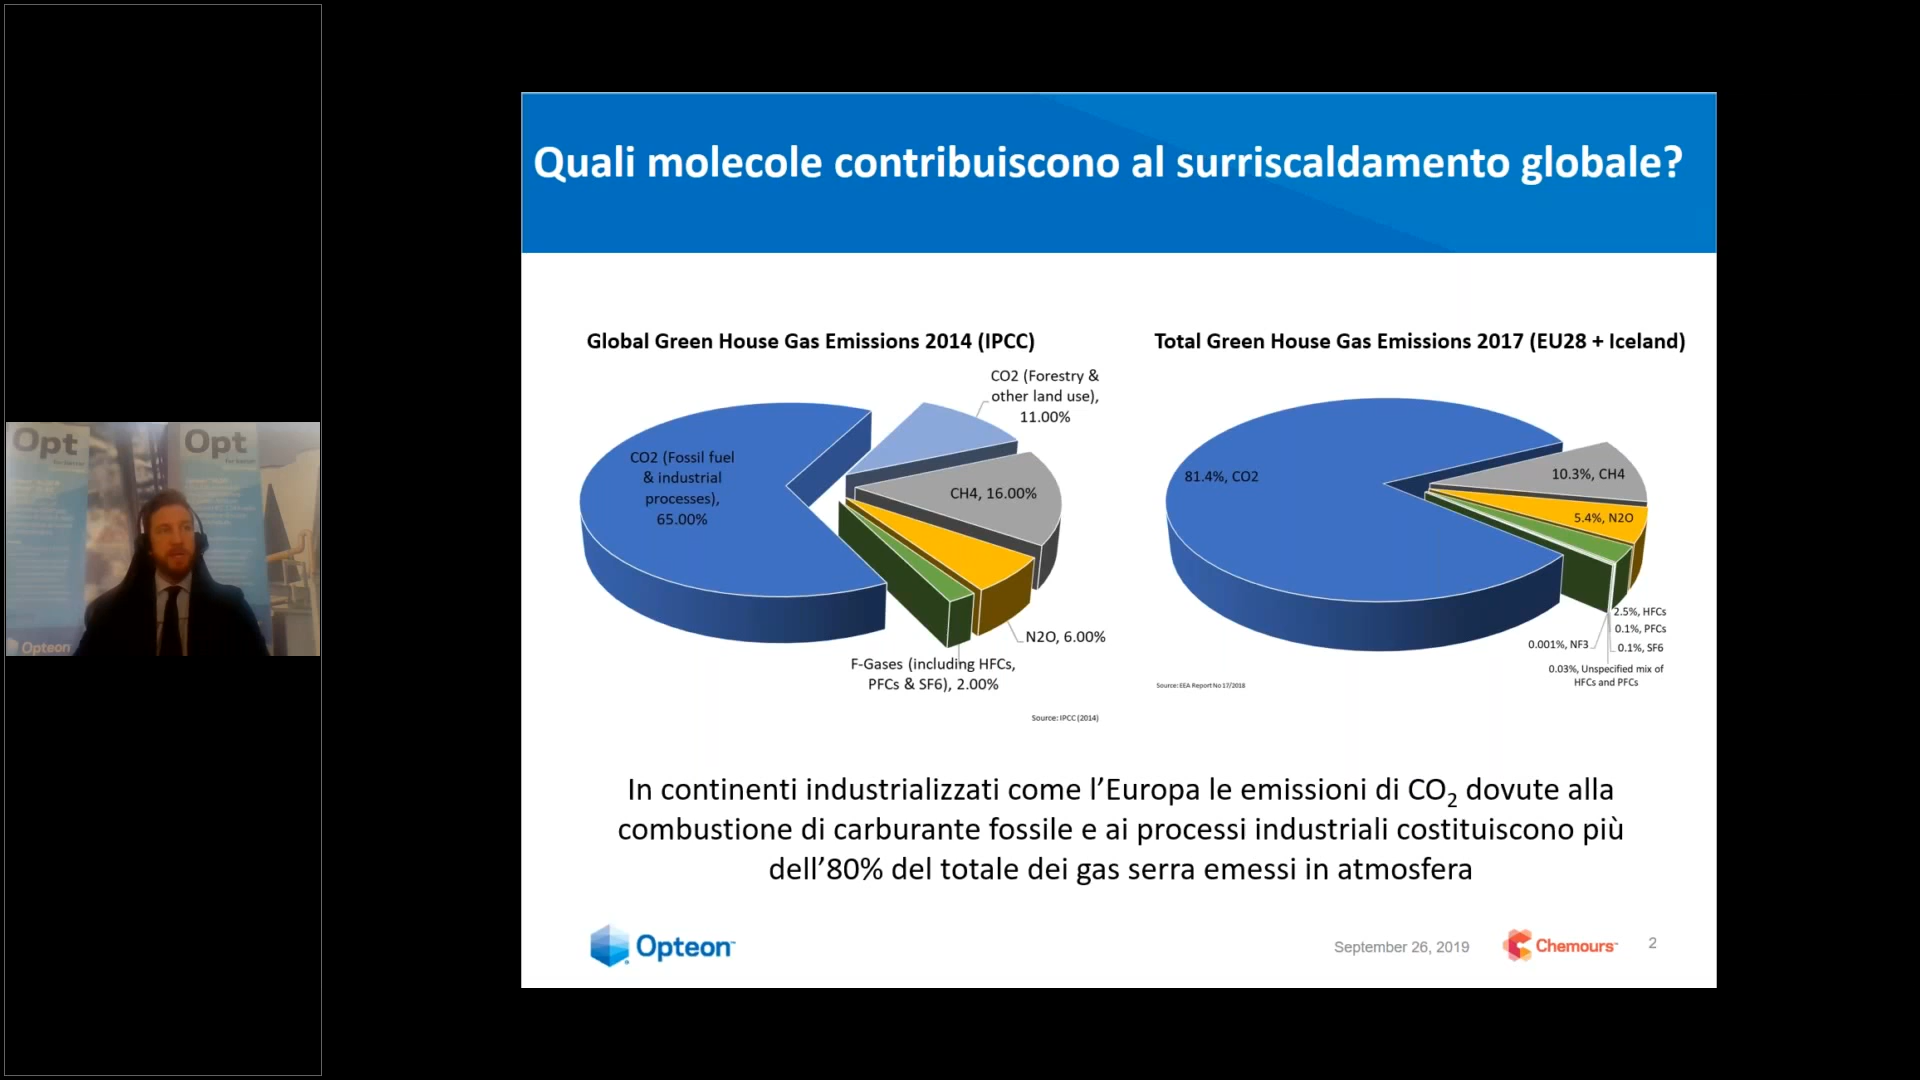 Quali molecole contribuiscono al surriscaldamento globale?
Global Green House Gas Emissions 2014 (IPCC)
CO2 (Forestry &
other land use),
11.00%
CO2 (Fossil fuel
& industrial
processes),
65.00%
CH4, 16.00%
N2O, 6.00%
F-Gases (including HFCs,
PFCs & SF6), 2.00%
Source: IPCC (2014)
Total Green House Gas Emissions 2017 (EU28 + Iceland)
81.4%, CO2
10.3%, CH4
5.4%, N2O
2.5%, HFCs
0.1%, PFCs
0.001%, NF3
0.1%, SF6
0.03%, Unspecified mix of
HFCs and PFCs
Source: EEA Report No 17/2018
In continenti industrializzati come l’Europa le emissioni di CO₂ dovute alla
combustione di carburante fossile e ai processi industriali costituiscono più
dell’80% del totale dei gas serra emessi in atmosfera
Opteon™
September 26, 2019
Chemours™
2
Opt
Opt
Opteon